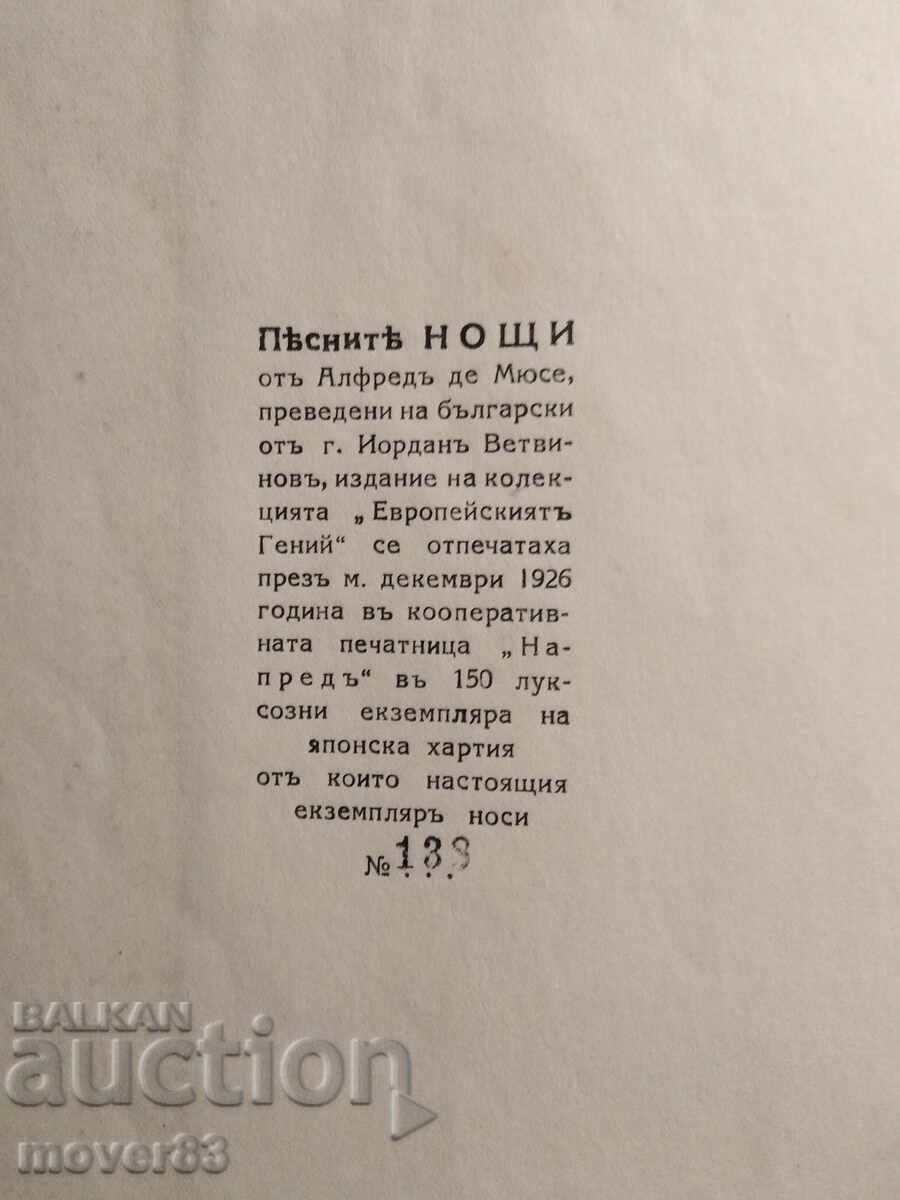 Пѣснитѣ НОЩИ
отъ Алфредъ де Мюсе,
преведени на български
отъ г. Иорданъ Ветви-
новъ, издание на колек-
цията „Европейскиятъ
Гений“ се отпечатаха
презъ м. декември 1926
година въ кооператив-
ната печатница „На-
предъ“ въ 150 лук-
созни екземпляра на
японска хартия
отъ които настоящия
екземпляръ носи
№
BALKAN
auction
mover83